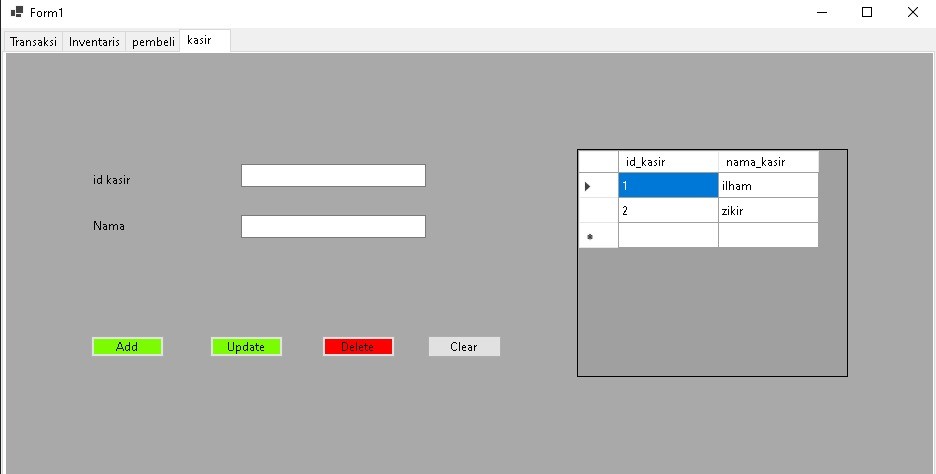 Form1
Transaksi Inventaris pembeli kasir
id kasir
Nama
Add Update Delete Clear
id_kasir nama_kasir
1 ilham
2 zikir